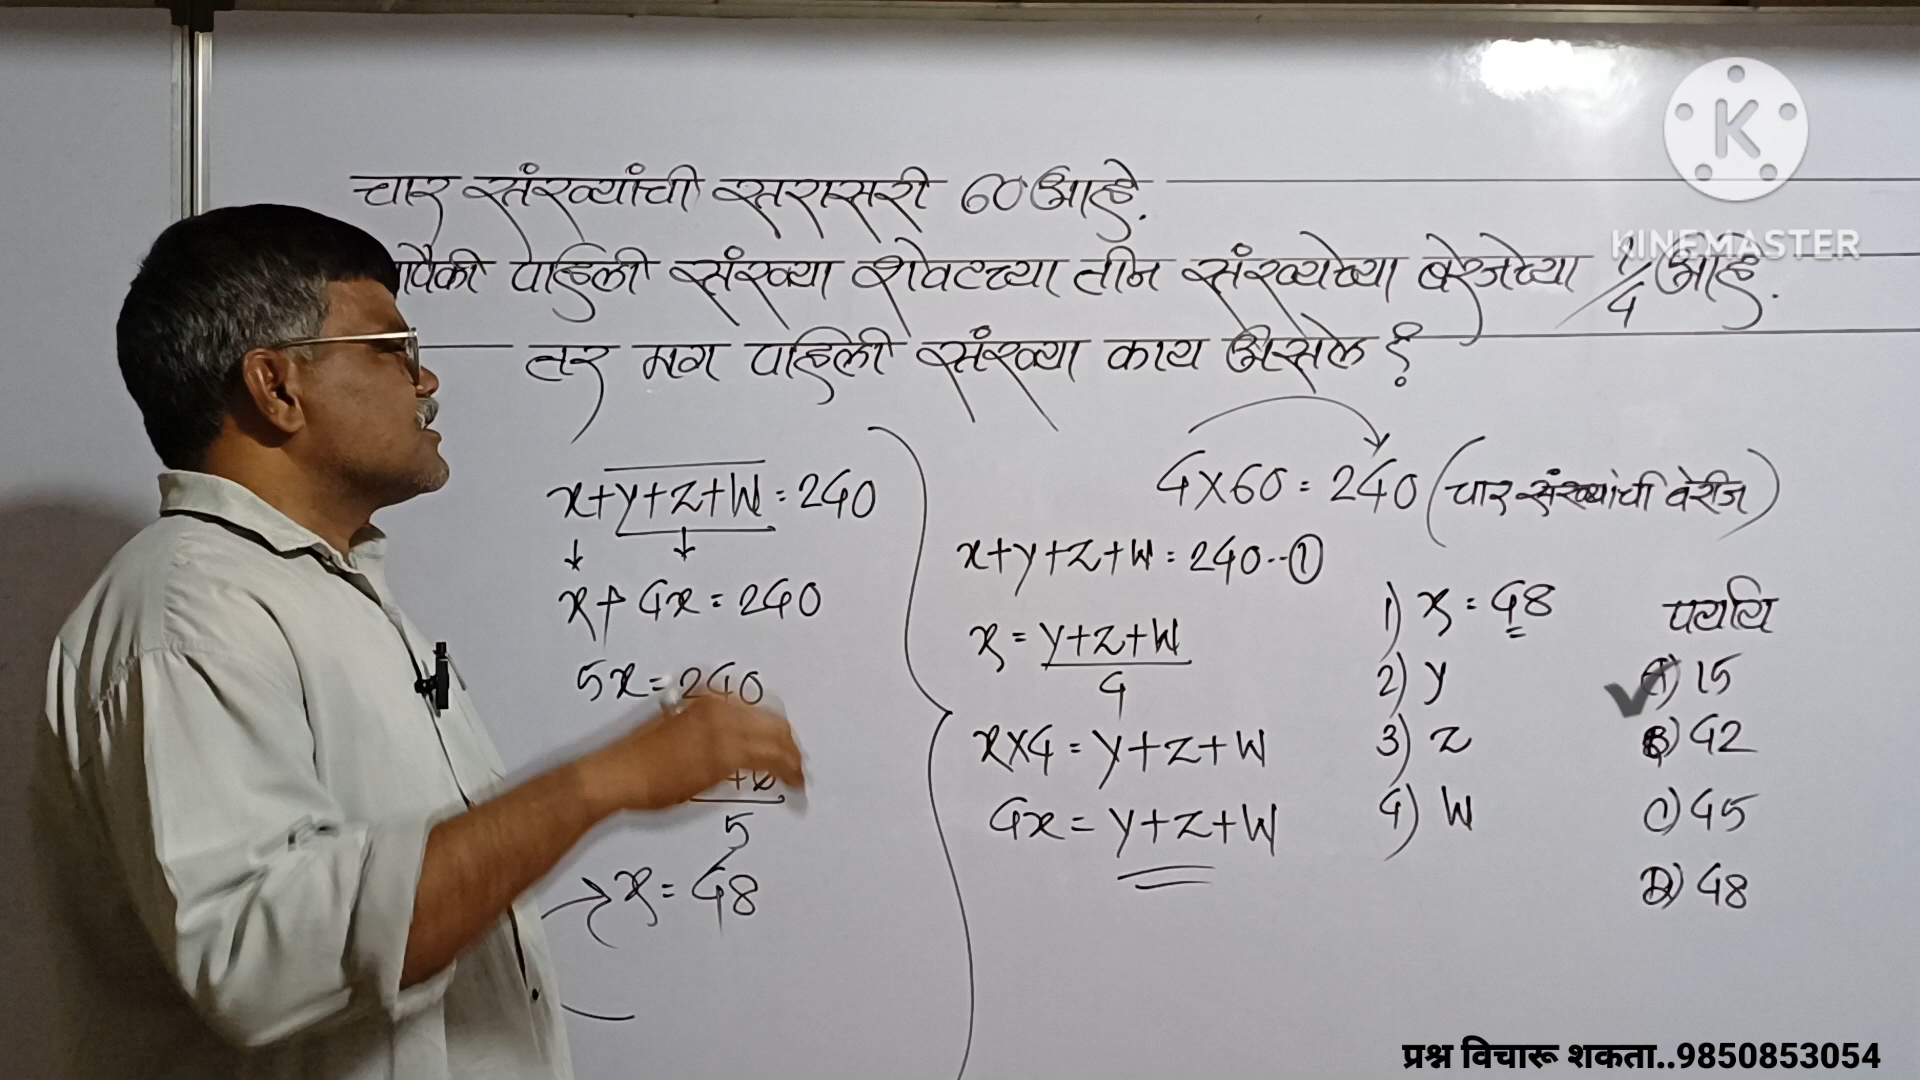 चार संख्यांची सरासरी 60 आहे.
पैकी पहिली संख्या शेवटच्या तीन संख्येच्या बेरजेच्या 1/4 आहे.
तर मग पहिली संख्या काय असेल ?
x+y+z+w = 240
x + 4x = 240
5x = 240
5
x = 48
4×60 = 240 (चार संख्यांची बेरीज)
x+y+z+w = 240--①
x = y+z+w
4
x×4 = y+z+w
4x = y+z+w
1) x = 48
2) y
3) z
4) w
पर्याय
A) 15
B) 42
C) 45
D) 48
K
KINEMASTER
प्रश्न विचारू शकता..9850853054